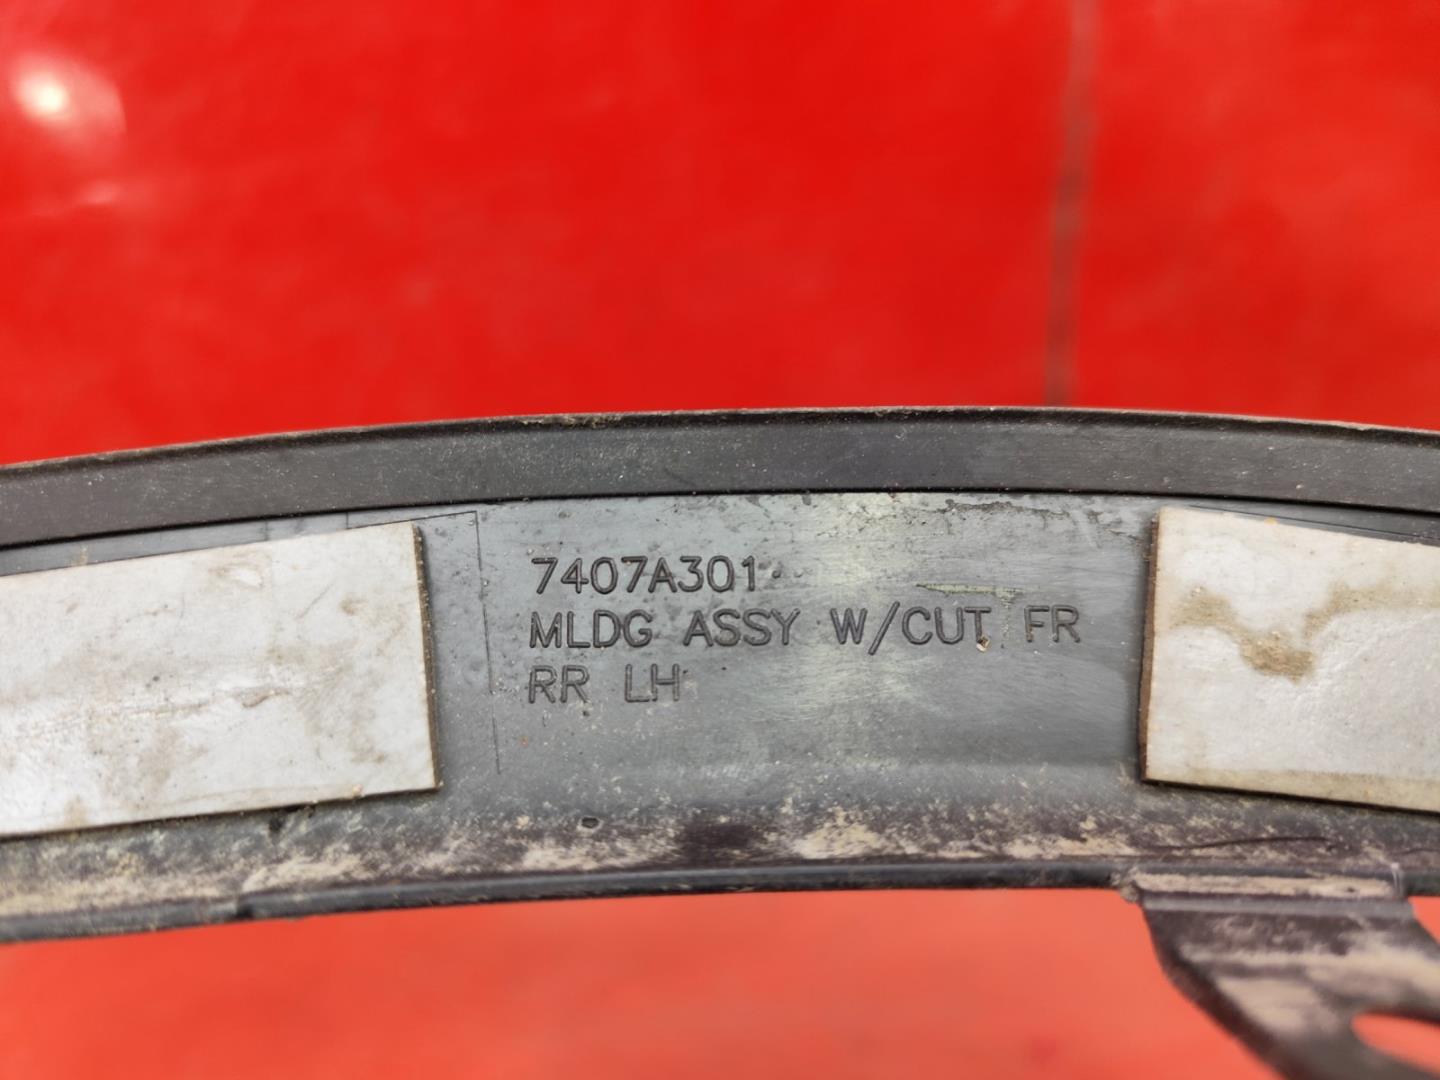 7407A301
MLDG ASSY W/CUT FR
RR LH